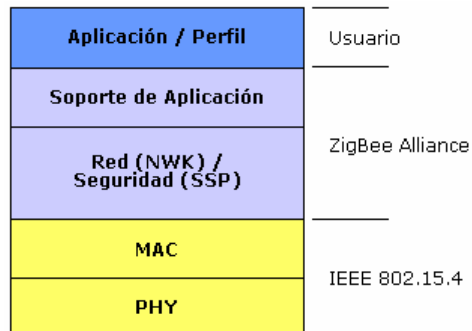 Aplicación / Perfil
Usuario
Soporte de Aplicación
Red (NWK) /
Seguridad (SSP)
ZigBee Alliance
MAC
PHY
IEEE 802.15.4